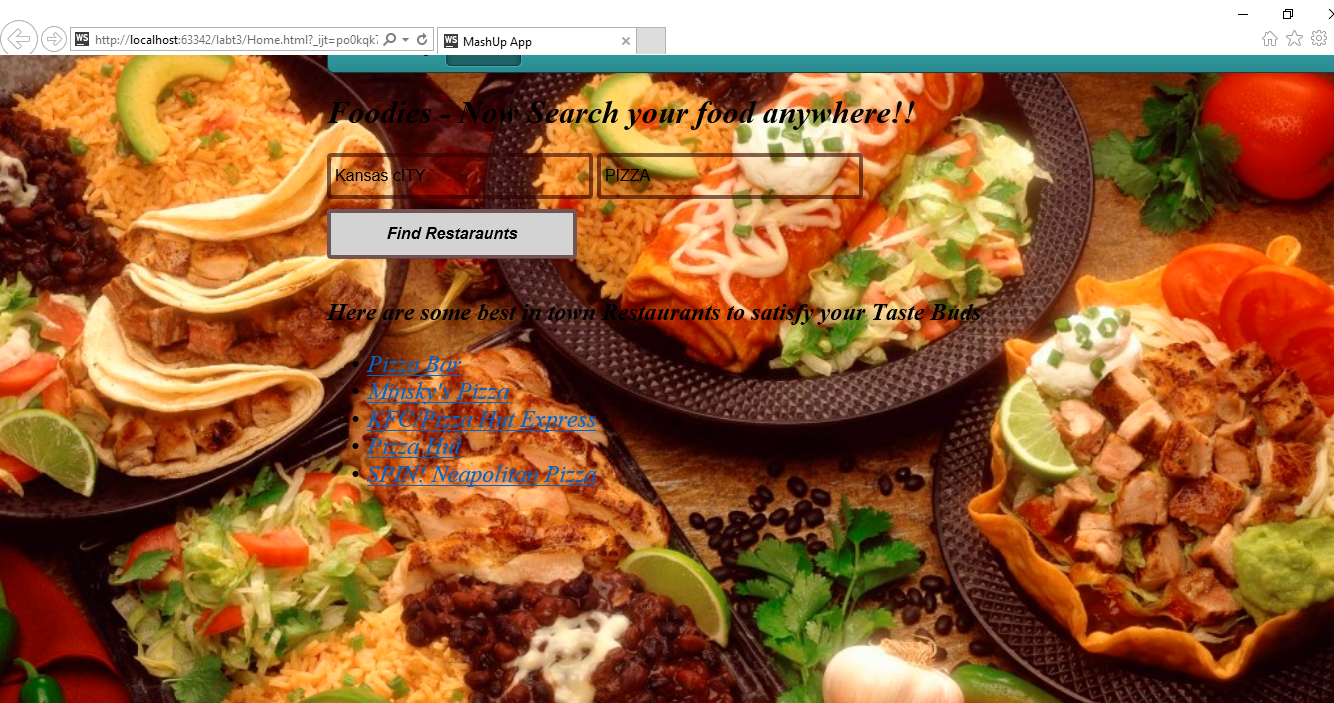 http://localhost:63342/labt3/Home.html?_ijt=po0kqk
WS MashUp App
Foodies - Now Search your food anywhere!!
Kansas cITY PIZZA
Find Restaraunts
Here are some best in town Restaurants to satisfy your Taste Buds
• Pizza Bar
• Minsky's Pizza
• KFC/Pizza Hut Express
• Pizza Hut
• SPIN! Neapolitan Pizza